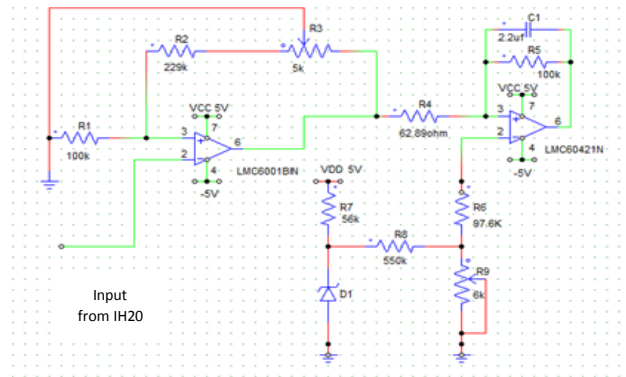 R3
5k
R2
229k
C1
2.2uf
R5
100k
VCC 5V
7
3
+
6
2
-
4
-5V
LMC6001BIN
R1
100k
R4
62.89ohm
VCC 5V
7
3
+
6
2
-
4
-5V
LMC60421N
VDD 5V
R7
56k
R8
550k
R6
97.6K
R9
6k
D1
Input
from IH20